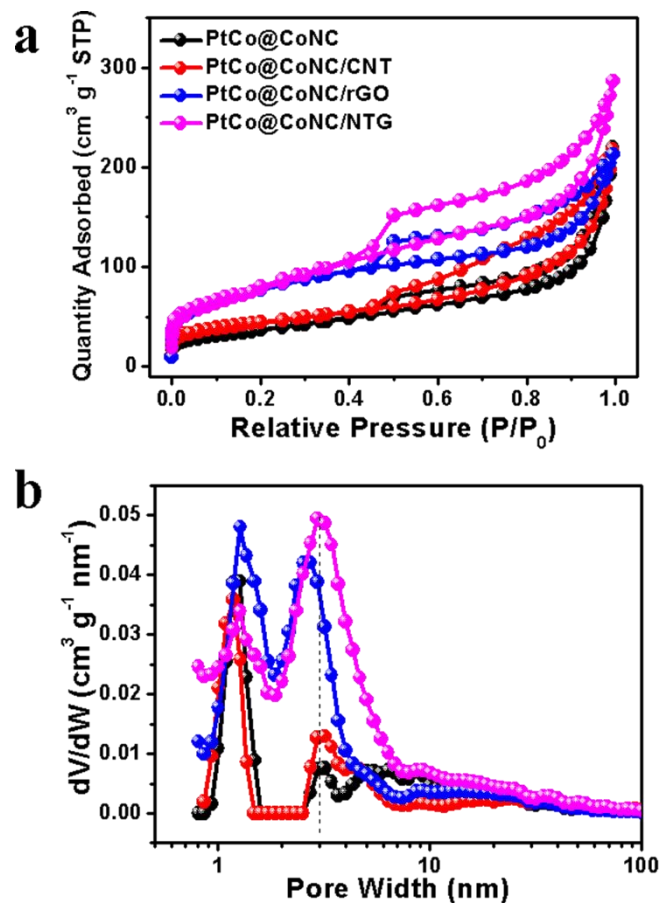 a
PtCo@CoNC
PtCo@CoNC/CNT
PtCo@CoNC/rGO
PtCo@CoNC/NTG
Quantity Adsorbed (cm³ g⁻¹ STP)
300
200
100
0
0.0 0.2 0.4 0.6 0.8 1.0
Relative Pressure (P/P₀)
b
dV/dW (cm³ g⁻¹ nm⁻¹)
0.05
0.04
0.03
0.02
0.01
0.00
1 10 100
Pore Width (nm)